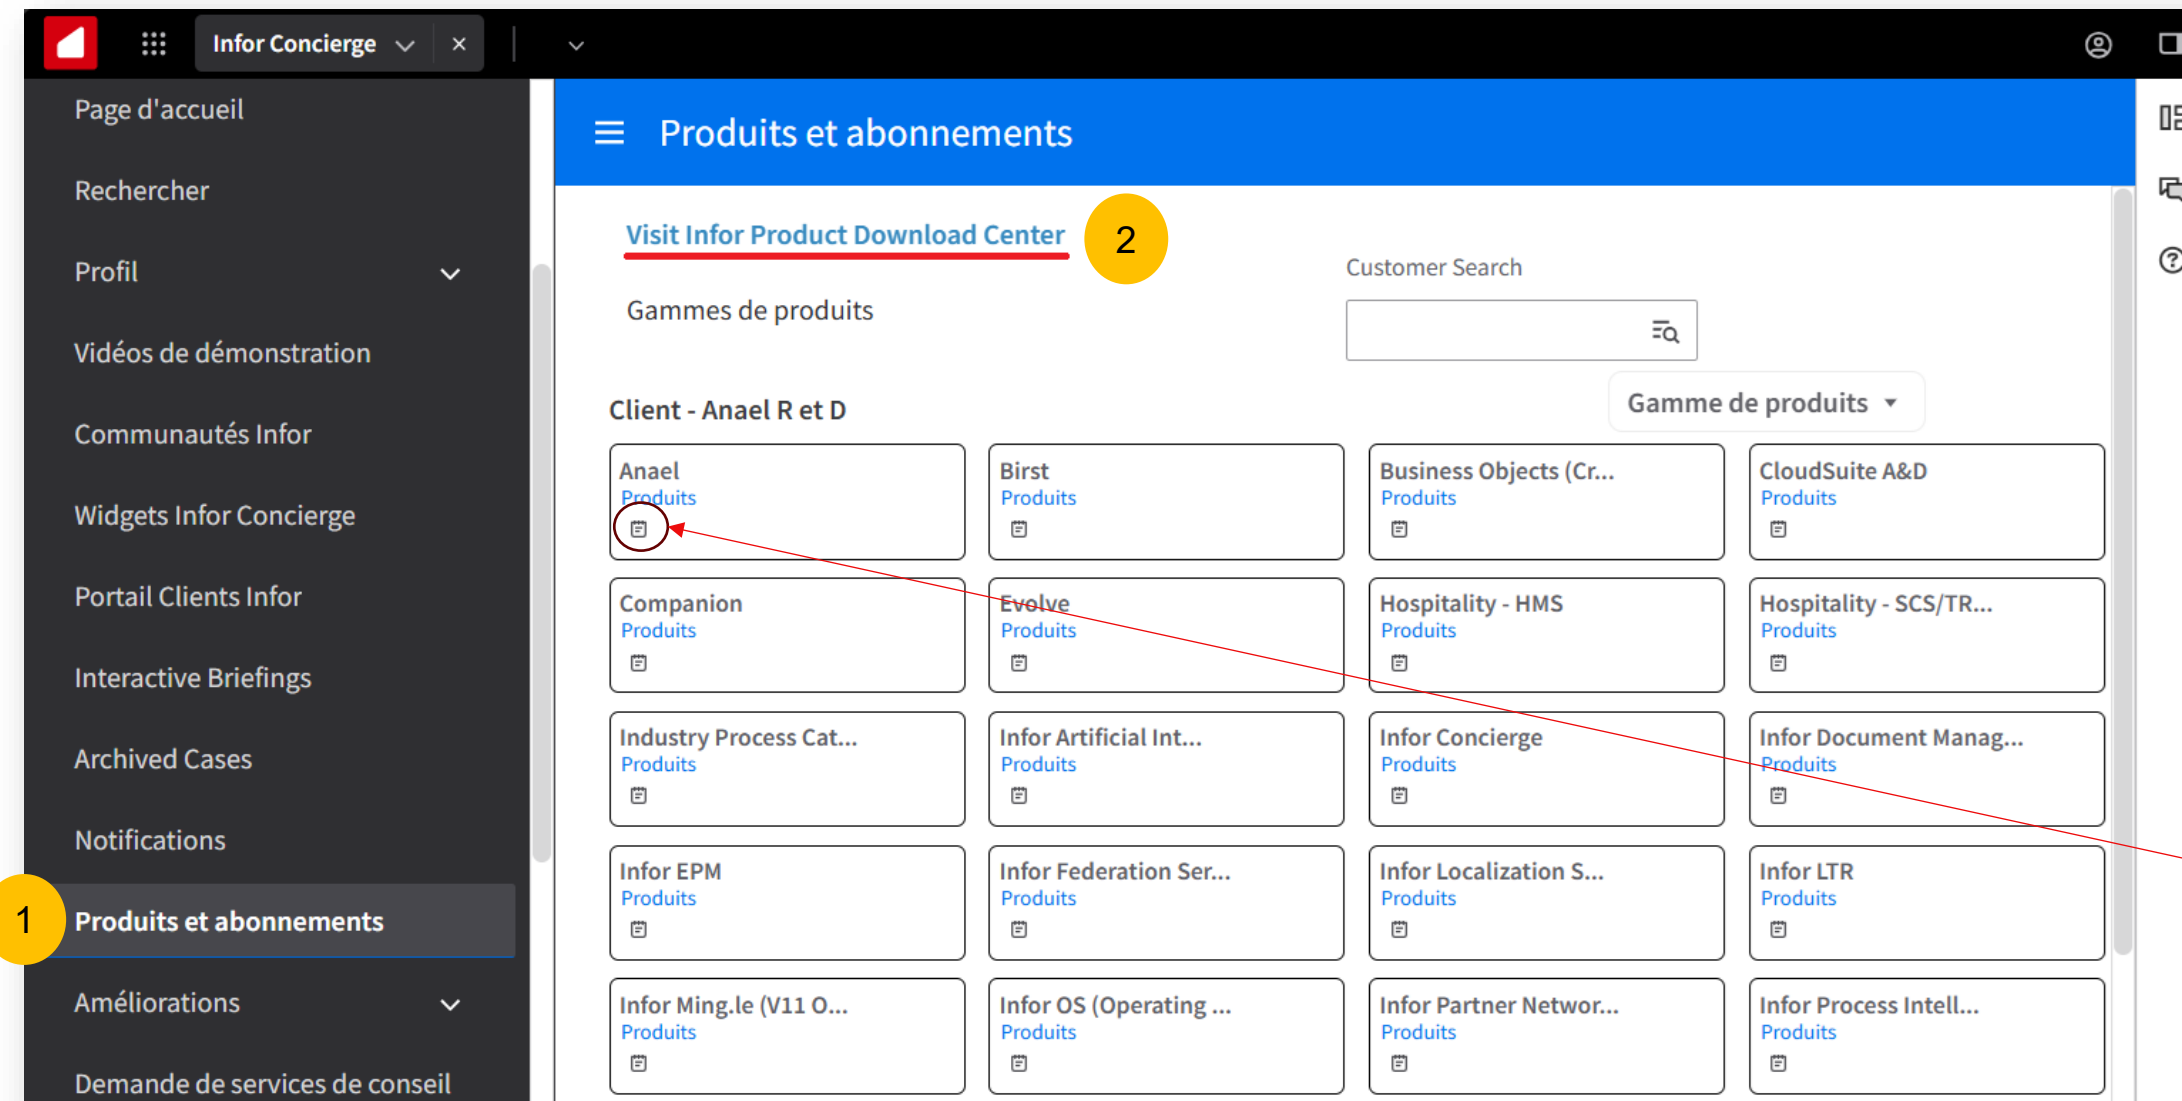 Infor Concierge
Page d'accueil
Rechercher
Profil
Vidéos de démonstration
Communautés Infor
Widgets Infor Concierge
Portail Clients Infor
Interactive Briefings
Archived Cases
Notifications
1
Produits et abonnements
Améliorations
Demande de services de conseil
Produits et abonnements
Visit Infor Product Download Center
2
Customer Search
Gammes de produits
Gamme de produits
Client - Anael R et D
Anael
Produits
Birst
Produits
Business Objects (Cr...
Produits
CloudSuite A&D
Produits
Companion
Produits
Evolve
Produits
Hospitality - HMS
Produits
Hospitality - SCS/TR...
Produits
Industry Process Cat...
Produits
Infor Artificial Int...
Produits
Infor Concierge
Produits
Infor Document Manag...
Produits
Infor EPM
Produits
Infor Federation Ser...
Produits
Infor Localization S...
Produits
Infor LTR
Produits
Infor Ming.le (V11 O...
Produits
Infor OS (Operating ...
Produits
Infor Partner Networ...
Produits
Infor Process Intell...
Produits